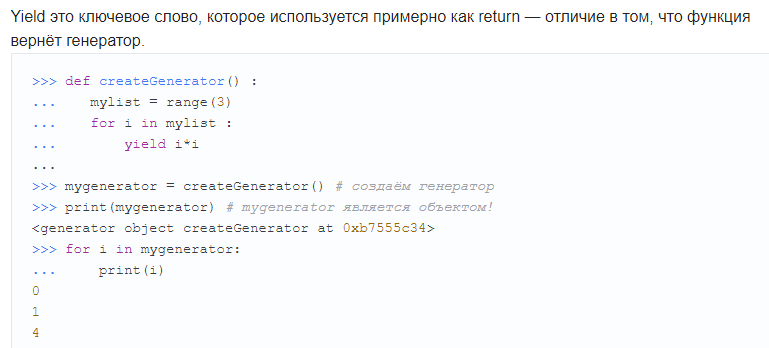 Yield это ключевое слово, которое используется примерно как return — отличие в том, что функция
вернёт генератор.
>>> def createGenerator() :
...    mylist = range(3)
...    for i in mylist :
...        yield i*i
...
>>> mygenerator = createGenerator() # создаём генератор
>>> print(mygenerator) # mygenerator является объектом!
<generator object createGenerator at 0xb7555c34>
>>> for i in mygenerator:
...     print(i)
0
1
4